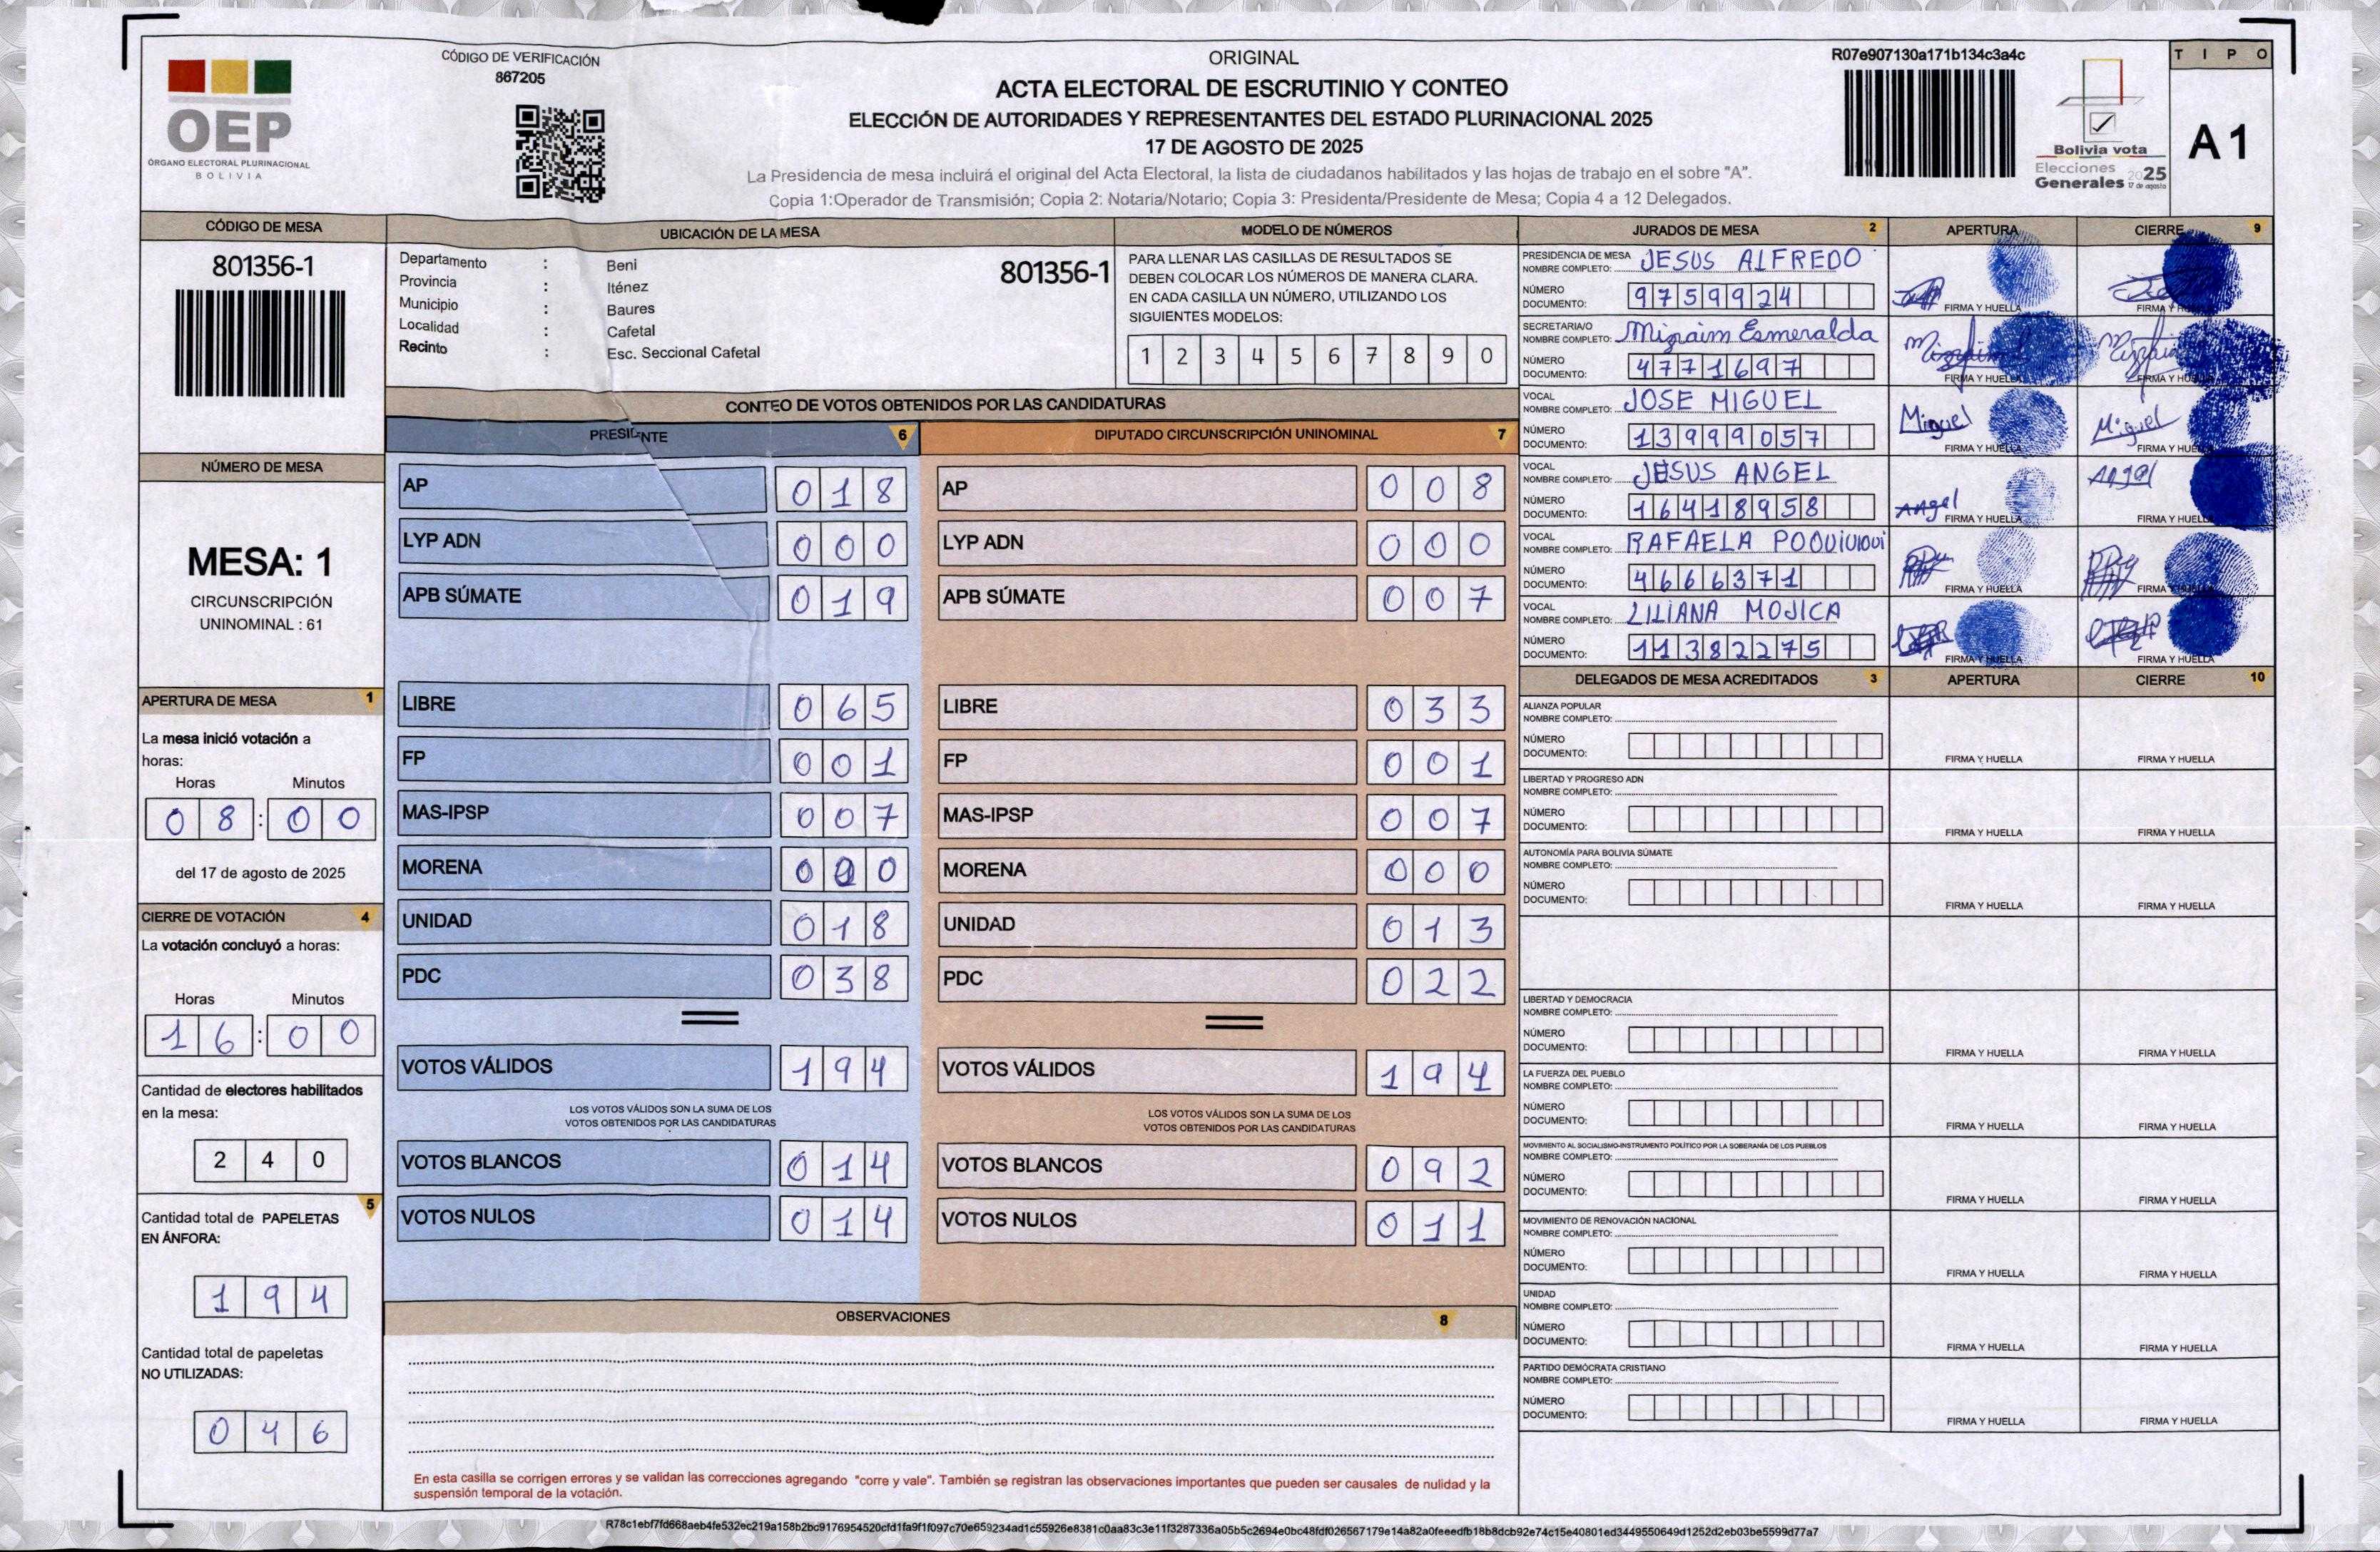 CÓDIGO DE VERIFICACIÓN
867205
OEP
ÓRGANO ELECTORAL PLURINACIONAL
BOLIVIA
ORIGINAL
ACTA ELECTORAL DE ESCRUTINIO Y CONTEO
ELECCIÓN DE AUTORIDADES Y REPRESENTANTES DEL ESTADO PLURINACIONAL 2025
17 DE AGOSTO DE 2025
La Presidencia de mesa incluirá el original del Acta Electoral, la lista de ciudadanos habilitados y las hojas de trabajo en el sobre "A".
Copia 1:Operador de Transmisión; Copia 2: Notaria/Notario; Copia 3: Presidenta/Presidente de Mesa; Copia 4 a 12 Delegados.
R07e907130a171b134c3a4c
Bolivia vota
Elecciones
Generales 2025
17 de agosto
TIPO
A1
CÓDIGO DE MESA
801356-1
NÚMERO DE MESA
MESA: 1
CIRCUNSCRIPCIÓN
UNINOMINAL : 61
APERTURA DE MESA 1
La mesa inició votación a
horas:
Horas Minutos
08:00
del 17 de agosto de 2025
CIERRE DE VOTACIÓN 4
La votación concluyó a horas:
Horas Minutos
16:00
Cantidad de electores habilitados
en la mesa:
240
5
Cantidad total de PAPELETAS
EN ÁNFORA:
194
Cantidad total de papeletas
NO UTILIZADAS:
046
UBICACIÓN DE LA MESA
Departamento : Beni
801356-1
Provincia : Iténez
Municipio : Baures
Localidad : Cafetal
Recinto : Esc. Seccional Cafetal
MODELO DE NÚMEROS
PARA LLENAR LAS CASILLAS DE RESULTADOS SE
DEBEN COLOCAR LOS NÚMEROS DE MANERA CLARA.
EN CADA CASILLA UN NÚMERO, UTILIZANDO LOS
SIGUIENTES MODELOS:
1 2 3 4 5 6 7 8 9 0
CONTEO DE VOTOS OBTENIDOS POR LAS CANDIDATURAS
PRESIDENTE 6
AP 018
LYP ADN 000
APB SÚMATE 019
LIBRE 065
FP 001
MAS-IPSP 007
MORENA 000
UNIDAD 018
PDC 038
VOTOS VÁLIDOS 194
LOS VOTOS VÁLIDOS SON LA SUMA DE LOS
VOTOS OBTENIDOS POR LAS CANDIDATURAS
VOTOS BLANCOS 014
VOTOS NULOS 014
DIPUTADO CIRCUNSCRIPCIÓN UNINOMINAL 7
AP 008
LYP ADN 000
APB SÚMATE 007
LIBRE 033
FP 001
MAS-IPSP 007
MORENA 000
UNIDAD 013
PDC 022
VOTOS VÁLIDOS 194
LOS VOTOS VÁLIDOS SON LA SUMA DE LOS
VOTOS OBTENIDOS POR LAS CANDIDATURAS
VOTOS BLANCOS 092
VOTOS NULOS 011
OBSERVACIONES 8
En esta casilla se corrigen errores y se validan las correcciones agregando "corre y vale". También se registran las observaciones importantes que pueden ser causales de nulidad y la
suspensión temporal de la votación.
JURADOS DE MESA 2 APERTURA CIERRE 9
PRESIDENCIA DE MESA
NOMBRE COMPLETO: JESUS ALFREDO
NÚMERO
DOCUMENTO: 9759924
FIRMA Y HUELLA FIRMA Y HUELLA
SECRETARIA/O
NOMBRE COMPLETO: Mizraim Esmeralda
NÚMERO
DOCUMENTO: 4771697
FIRMA Y HUELLA FIRMA Y HUELLA
VOCAL
NOMBRE COMPLETO: JOSE MIGUEL
NÚMERO
DOCUMENTO: 13999057
Miguel Miguel
FIRMA Y HUELLA FIRMA Y HUELLA
VOCAL
NOMBRE COMPLETO: JESUS ANGEL
NÚMERO
DOCUMENTO: 16418958
Angel Angel
FIRMA Y HUELLA FIRMA Y HUELLA
VOCAL
NOMBRE COMPLETO: RAFAELA
NÚMERO
DOCUMENTO: 4666371
FIRMA Y HUELLA FIRMA Y HUELLA
VOCAL
NOMBRE COMPLETO: LILIANA MOJICA
NÚMERO
DOCUMENTO: 11382275
FIRMA Y HUELLA FIRMA Y HUELLA
DELEGADOS DE MESA ACREDITADOS 3 APERTURA CIERRE 10
ALIANZA POPULAR
NOMBRE COMPLETO:
NÚMERO
DOCUMENTO:
FIRMA Y HUELLA FIRMA Y HUELLA
LIBERTAD Y PROGRESO ADN
NOMBRE COMPLETO:
NÚMERO
DOCUMENTO:
FIRMA Y HUELLA FIRMA Y HUELLA
AUTONOMÍA PARA BOLIVIA SÚMATE
NOMBRE COMPLETO:
NÚMERO
DOCUMENTO:
FIRMA Y HUELLA FIRMA Y HUELLA
LIBERTAD Y DEMOCRACIA
NOMBRE COMPLETO:
NÚMERO
DOCUMENTO:
FIRMA Y HUELLA FIRMA Y HUELLA
LA FUERZA DEL PUEBLO
NOMBRE COMPLETO:
NÚMERO
DOCUMENTO:
FIRMA Y HUELLA FIRMA Y HUELLA
MOVIMIENTO AL SOCIALISMO-INSTRUMENTO POLÍTICO POR LA SOBERANÍA DE LOS PUEBLOS
NOMBRE COMPLETO:
NÚMERO
DOCUMENTO:
FIRMA Y HUELLA FIRMA Y HUELLA
MOVIMIENTO DE RENOVACIÓN NACIONAL
NOMBRE COMPLETO:
NÚMERO
DOCUMENTO:
FIRMA Y HUELLA FIRMA Y HUELLA
UNIDAD
NOMBRE COMPLETO:
NÚMERO
DOCUMENTO:
FIRMA Y HUELLA FIRMA Y HUELLA
PARTIDO DEMÓCRATA CRISTIANO
NOMBRE COMPLETO:
NÚMERO
DOCUMENTO:
FIRMA Y HUELLA FIRMA Y HUELLA